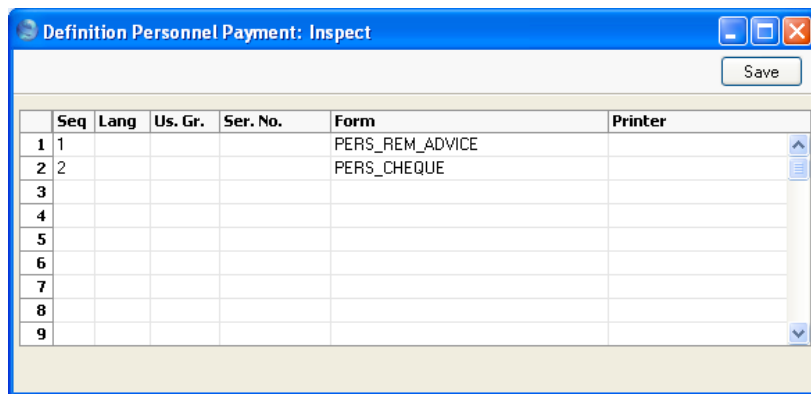 Definition Personnel Payment: Inspect
Save
Seq Lang Us. Gr. Ser. No. Form Printer
1 1 PERS_REM_ADVICE
2 2 PERS_CHEQUE
3
4
5
6
7
8
9